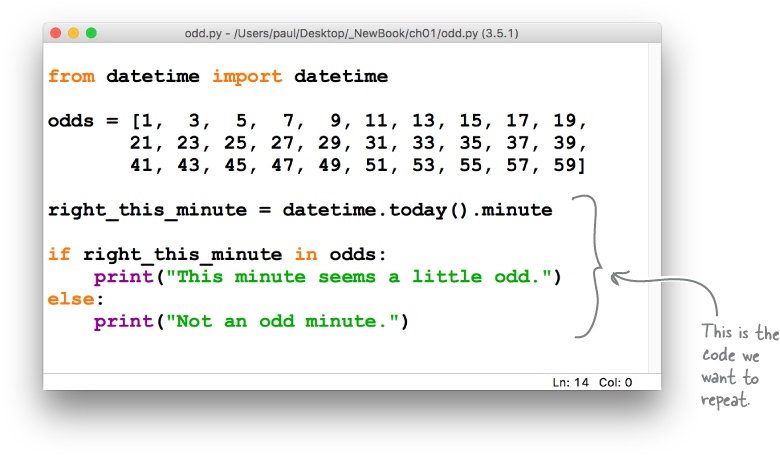 odd.py - /Users/paul/Desktop/_NewBook/ch01/odd.py (3.5.1)
from datetime import datetime
odds = [1,  3,  5,  7,  9, 11, 13, 15, 17, 19,
       21, 23, 25, 27, 29, 31, 33, 35, 37, 39,
       41, 43, 45, 47, 49, 51, 53, 55, 57, 59]
right_this_minute = datetime.today().minute
if right_this_minute in odds:
    print("This minute seems a little odd.")
else:
    print("Not an odd minute.")
Ln: 14 Col: 0
This is the
code we
want to
repeat.